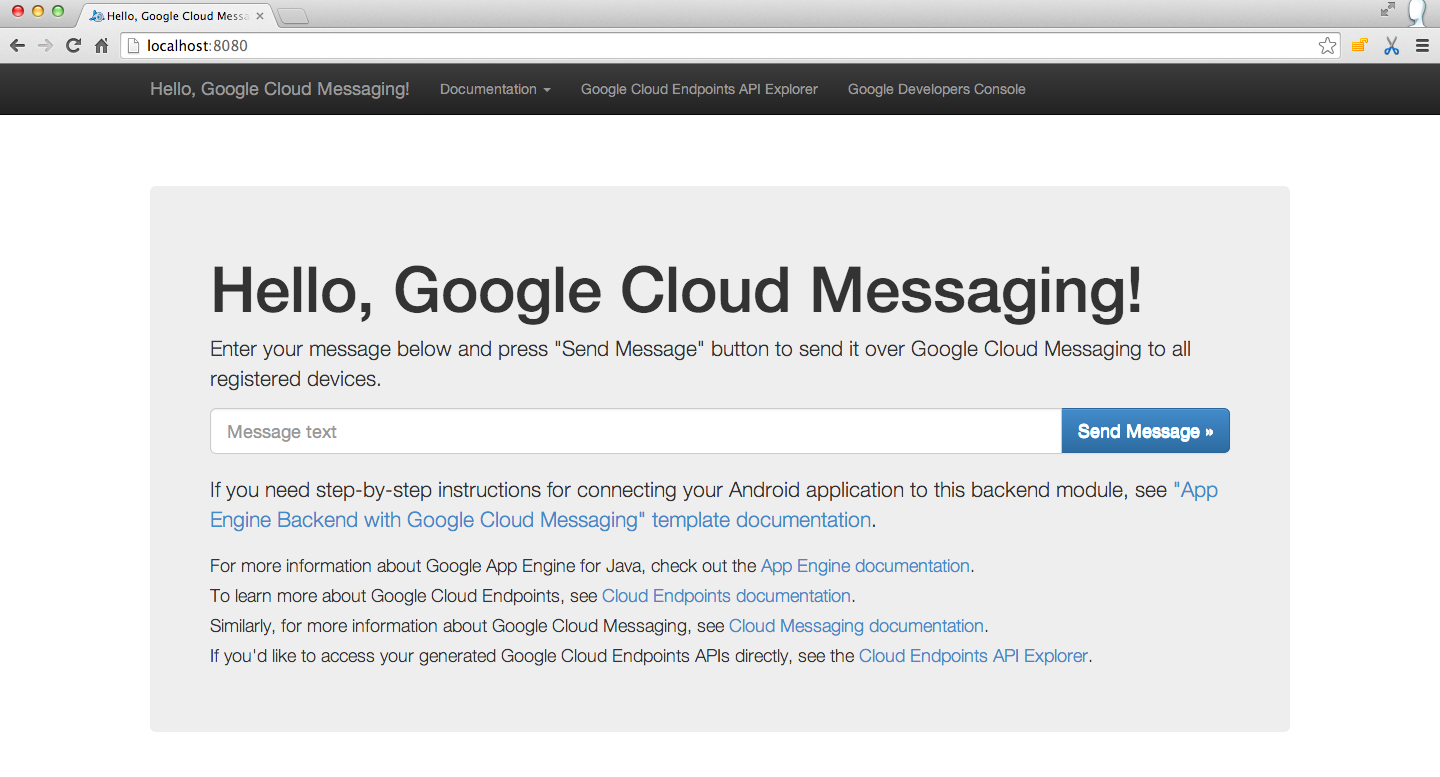 Hello, Google Cloud Messa
localhost:8080
Hello, Google Cloud Messaging! Documentation Google Cloud Endpoints API Explorer Google Developers Console
Hello, Google Cloud Messaging!
Enter your message below and press "Send Message" button to send it over Google Cloud Messaging to all
registered devices.
Message text Send Message »
If you need step-by-step instructions for connecting your Android application to this backend module, see "App
Engine Backend with Google Cloud Messaging" template documentation.
For more information about Google App Engine for Java, check out the App Engine documentation.
To learn more about Google Cloud Endpoints, see Cloud Endpoints documentation.
Similarly, for more information about Google Cloud Messaging, see Cloud Messaging documentation.
If you'd like to access your generated Google Cloud Endpoints APIs directly, see the Cloud Endpoints API Explorer.